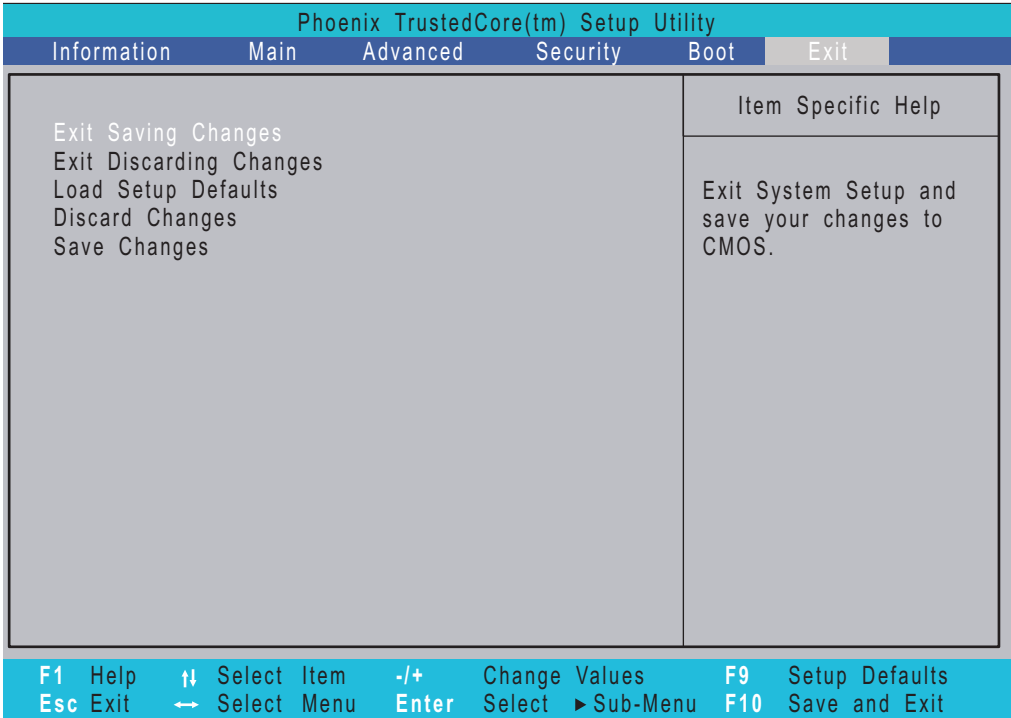 Phoenix TrustedCore(tm) Setup Utility
Information Main Advanced Security Boot Exit
Exit Saving Changes
Exit Discarding Changes
Load Setup Defaults
Discard Changes
Save Changes
Item Specific Help
Exit System Setup and
save your changes to
CMOS.
F1 Help ↑↓ Select Item -/+ Change Values F9 Setup Defaults
Esc Exit ↔ Select Menu Enter Select ▶ Sub-Menu F10 Save and Exit